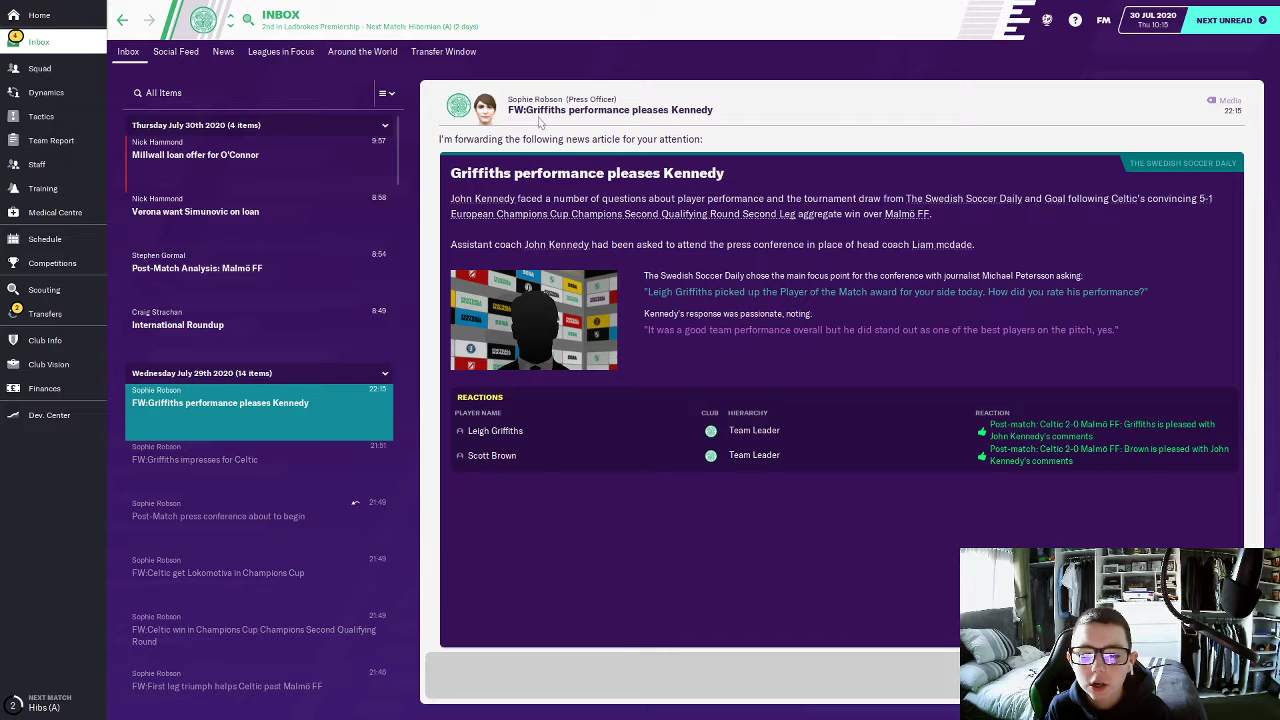 INBOX
2nd in Ladbrokes Premiership - Next Match: Hibernian (A) (2 days)
FM
30 JUL 2020
Thu 10:15
NEXT UNREAD
4
Inbox
Squad
Dynamics
Tactics
Team Report
Staff
Training
Medical Centre
Schedule
Competitions
Scouting
2
Transfers
Club Info
Club Vision
Finances
Dev. Center
NEXT MATCH
2
Hibs (A)
Inbox Social Feed News Leagues in Focus Around the World Transfer Window
All Items
Thursday July 30th 2020 (4 items)
Nick Hammond 9:57
Millwall loan offer for O'Connor
Nick Hammond 8:58
Verona want Simunovic on loan
Stephen Gormal 8:54
Post-Match Analysis: Malmö FF
Craig Strachan 8:49
International Roundup
Wednesday July 29th 2020 (14 items)
Sophie Robson 22:15
FW:Griffiths performance pleases Kennedy
Sophie Robson 21:51
FW:Griffiths impresses for Celtic
Sophie Robson 21:49
Post-Match press conference about to begin
Sophie Robson 21:49
FW:Celtic get Lokomotiva in Champions Cup
Sophie Robson 21:49
FW:Celtic win in Champions Cup Champions Second Qualifying
Round
Sophie Robson 21:46
FW:First leg triumph helps Celtic past Malmö FF
Sophie Robson (Press Officer)
FW:Griffiths performance pleases Kennedy
Media
22:15
I'm forwarding the following news article for your attention:
THE SWEDISH SOCCER DAILY
Griffiths performance pleases Kennedy
John Kennedy faced a number of questions about player performance and the tournament draw from The Swedish Soccer Daily and Goal following Celtic's convincing 5-1
European Champions Cup Champions Second Qualifying Round Second Leg aggregate win over Malmö FF.
Assistant coach John Kennedy had been asked to attend the press conference in place of head coach Liam mcdade.
The Swedish Soccer Daily chose the main focus point for the conference with journalist Michael Petersson asking:
"Leigh Griffiths picked up the Player of the Match award for your side today. How did you rate his performance?"
Kennedy's response was passionate, noting:
"It was a good team performance overall but he did stand out as one of the best players on the pitch, yes."
REACTIONS
PLAYER NAME CLUB HIERARCHY REACTION
Leigh Griffiths Team Leader Post-match: Celtic 2-0 Malmö FF: Griffiths is pleased with
John Kennedy's comments
Scott Brown Team Leader Post-match: Celtic 2-0 Malmö FF: Brown is pleased with John
Kennedy's comments